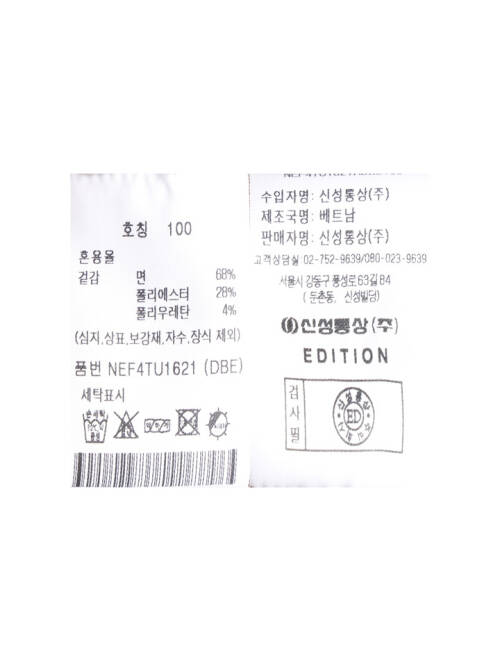 호칭 100
혼용율
겉감 면 68%
폴리에스터 28%
폴리우레탄 4%
(심지,상표,보강재,자수,장식 제외)
품번 NEF4TU1621 (DBE)
세탁표시
수입자명: 신성통상(주)
제조국명: 베트남
판매자명: 신성통상(주)
고객상담실 02-752-9639/080-023-9639
서울시 강동구 풍성로.63길 84
(둔촌동, 신성빌딩)
신성통상(주)
EDITION
검사필
신성통상
ED